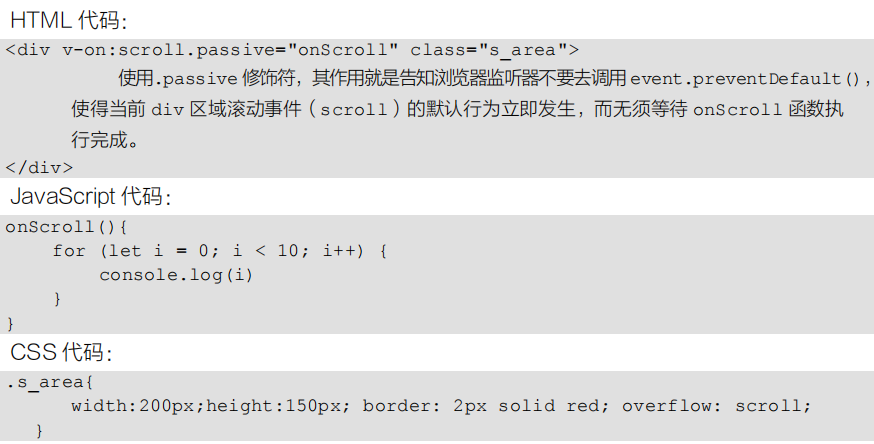 HTML 代码：
<div v-on:scroll.passive="onScroll" class="s_area">
使用.passive 修饰符，其作用就是告知浏览器监听器不要去调用 event.preventDefault()，
使得当前 div 区域滚动事件（scroll）的默认行为立即发生，而无须等待 onScroll 函数执
行完成。
</div>
JavaScript 代码：
onScroll(){
    for (let i = 0; i < 10; i++) {
        console.log(i)
    }
}
CSS 代码：
.s_area{
      width:200px;height:150px; border: 2px solid red; overflow: scroll;
   }